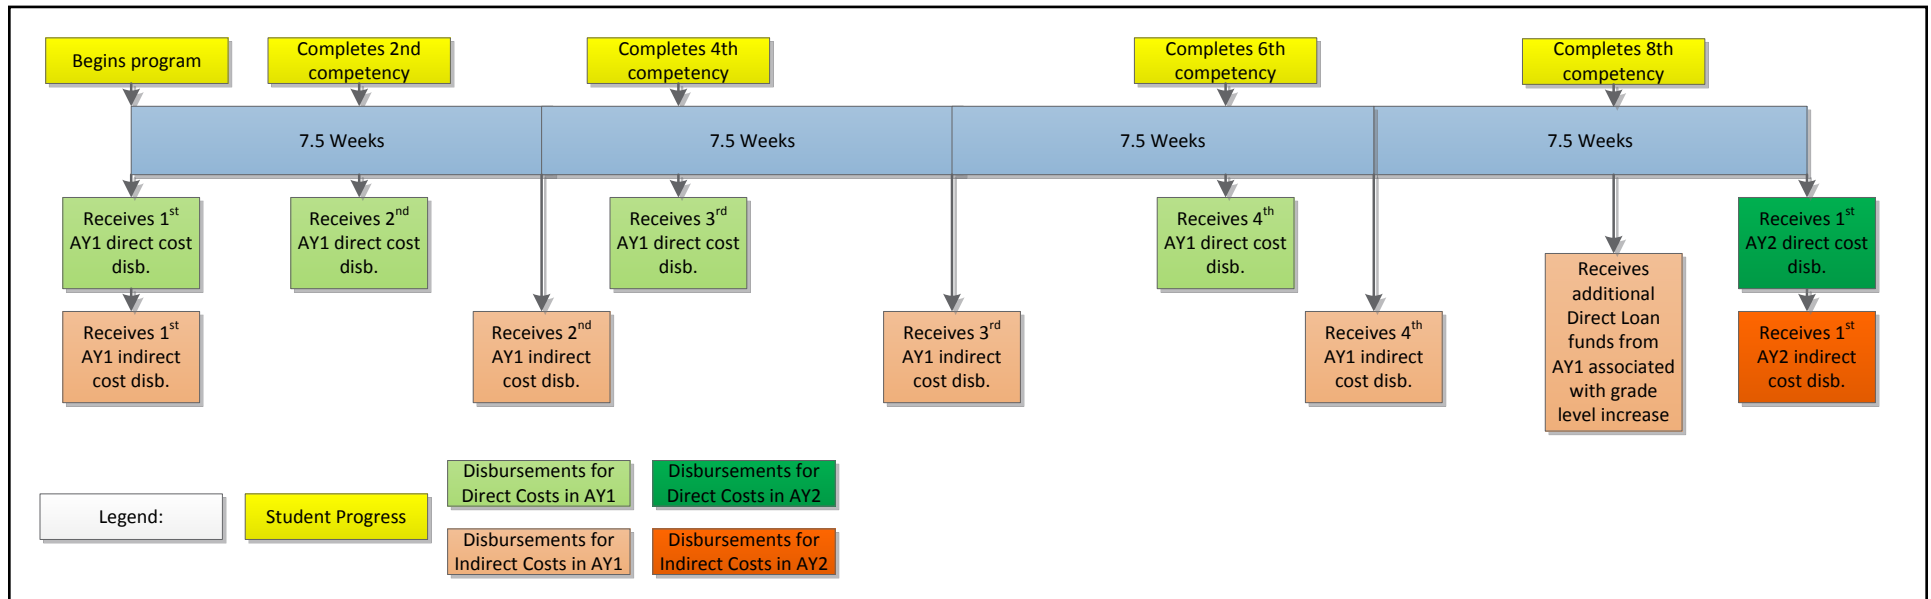 Begins program
Completes 2nd
competency
Completes 4th
competency
Completes 6th
competency
Completes 8th
competency
7.5 Weeks
7.5 Weeks
7.5 Weeks
7.5 Weeks
Receives 1st
AY1 direct cost
disb.
Receives 2nd
AY1 direct cost
disb.
Receives 3rd
AY1 direct cost
disb.
Receives 4th
AY1 direct cost
disb.
Receives 1st
AY2 direct cost
disb.
Receives 1st
AY1 indirect
cost disb.
Receives 2nd
AY1 indirect
cost disb.
Receives 3rd
AY1 indirect
cost disb.
Receives 4th
AY1 indirect
cost disb.
Receives
additional
Direct Loan
funds from
AY1 associated
with grade
level increase
Receives 1st
AY2 indirect
cost disb.
Legend:
Student Progress
Disbursements for
Direct Costs in AY1
Disbursements for
Direct Costs in AY2
Disbursements for
Indirect Costs in AY1
Disbursements for
Indirect Costs in AY2